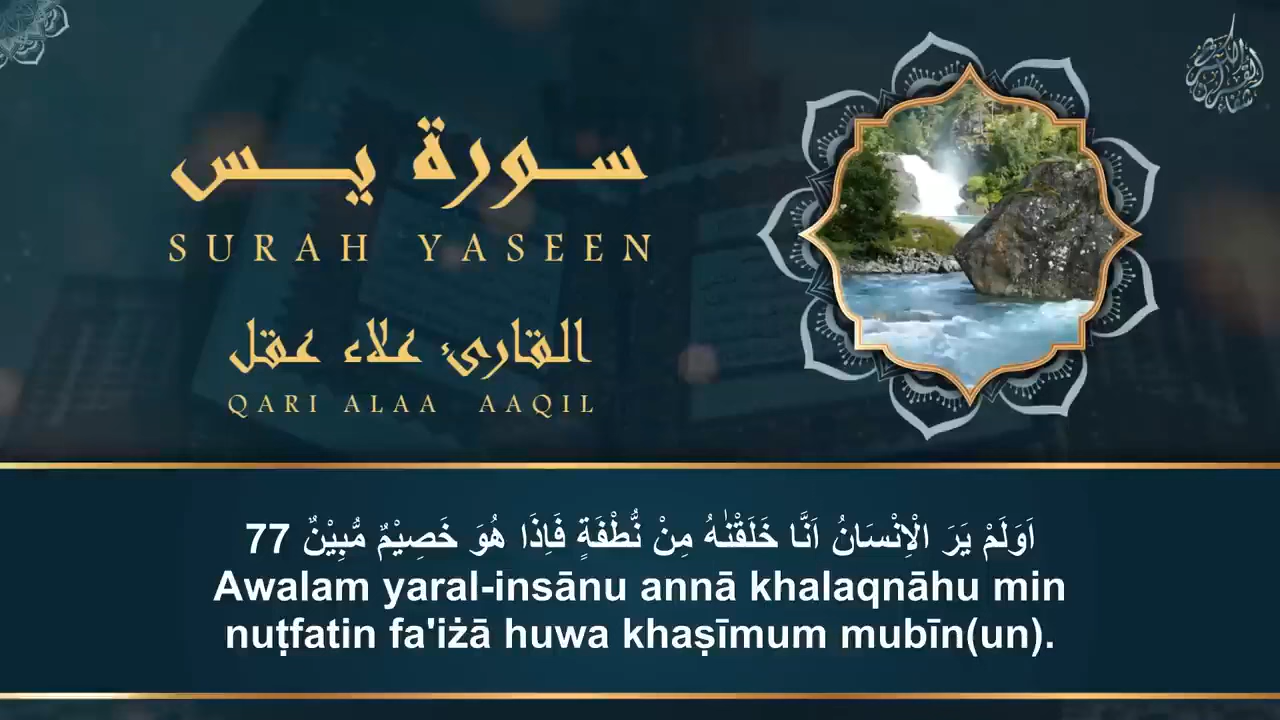 سورة يس
SURAH YASEEN
القارئ علاء عقل
QARI ALAA AAQIL
اَوَلَمْ يَرَ الْاِنْسَانُ اَنَّا خَلَقْنٰهُ مِنْ نُّطْفَةٍ فَاِذَا هُوَ خَصِيْمٌ مُّبِيْنٌ 77
Awalam yaral-insānu annā khalaqnāhu min
nuṭfatin fa'iżā huwa khaṣīmum mubīn(un).